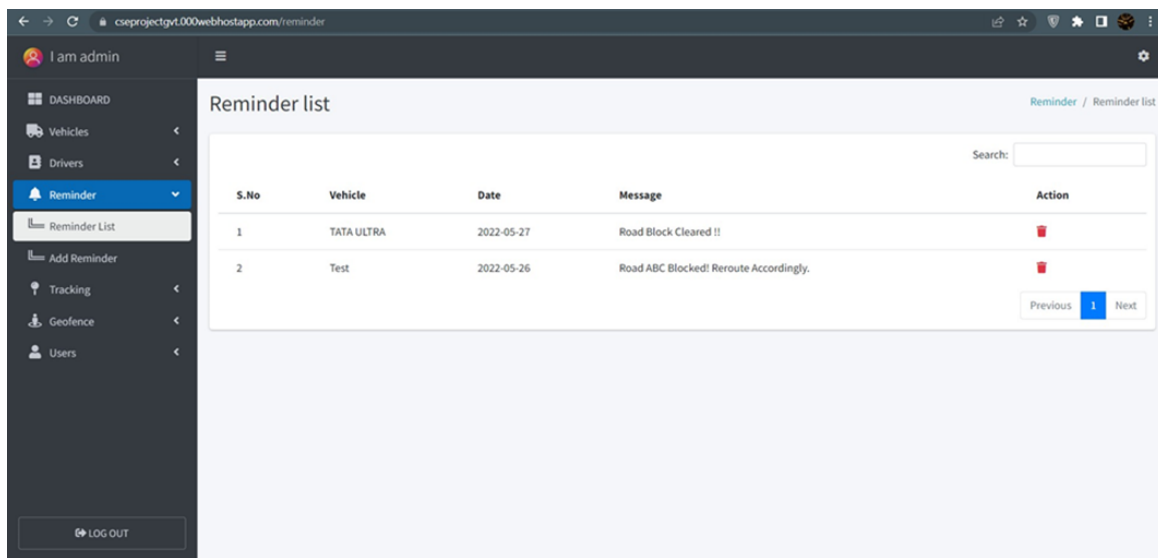 cseprojectgvt.000webhostapp.com/reminder
I am admin
DASHBOARD
Vehicles
Drivers
Reminder
Reminder List
Add Reminder
Tracking
Geofence
Users
LOG OUT
Reminder list
Reminder / Reminder list
Search:
S.No Vehicle Date Message Action
1 TATA ULTRA 2022-05-27 Road Block Cleared !!
2 Test 2022-05-26 Road ABC Blocked! Reroute Accordingly.
Previous 1 Next